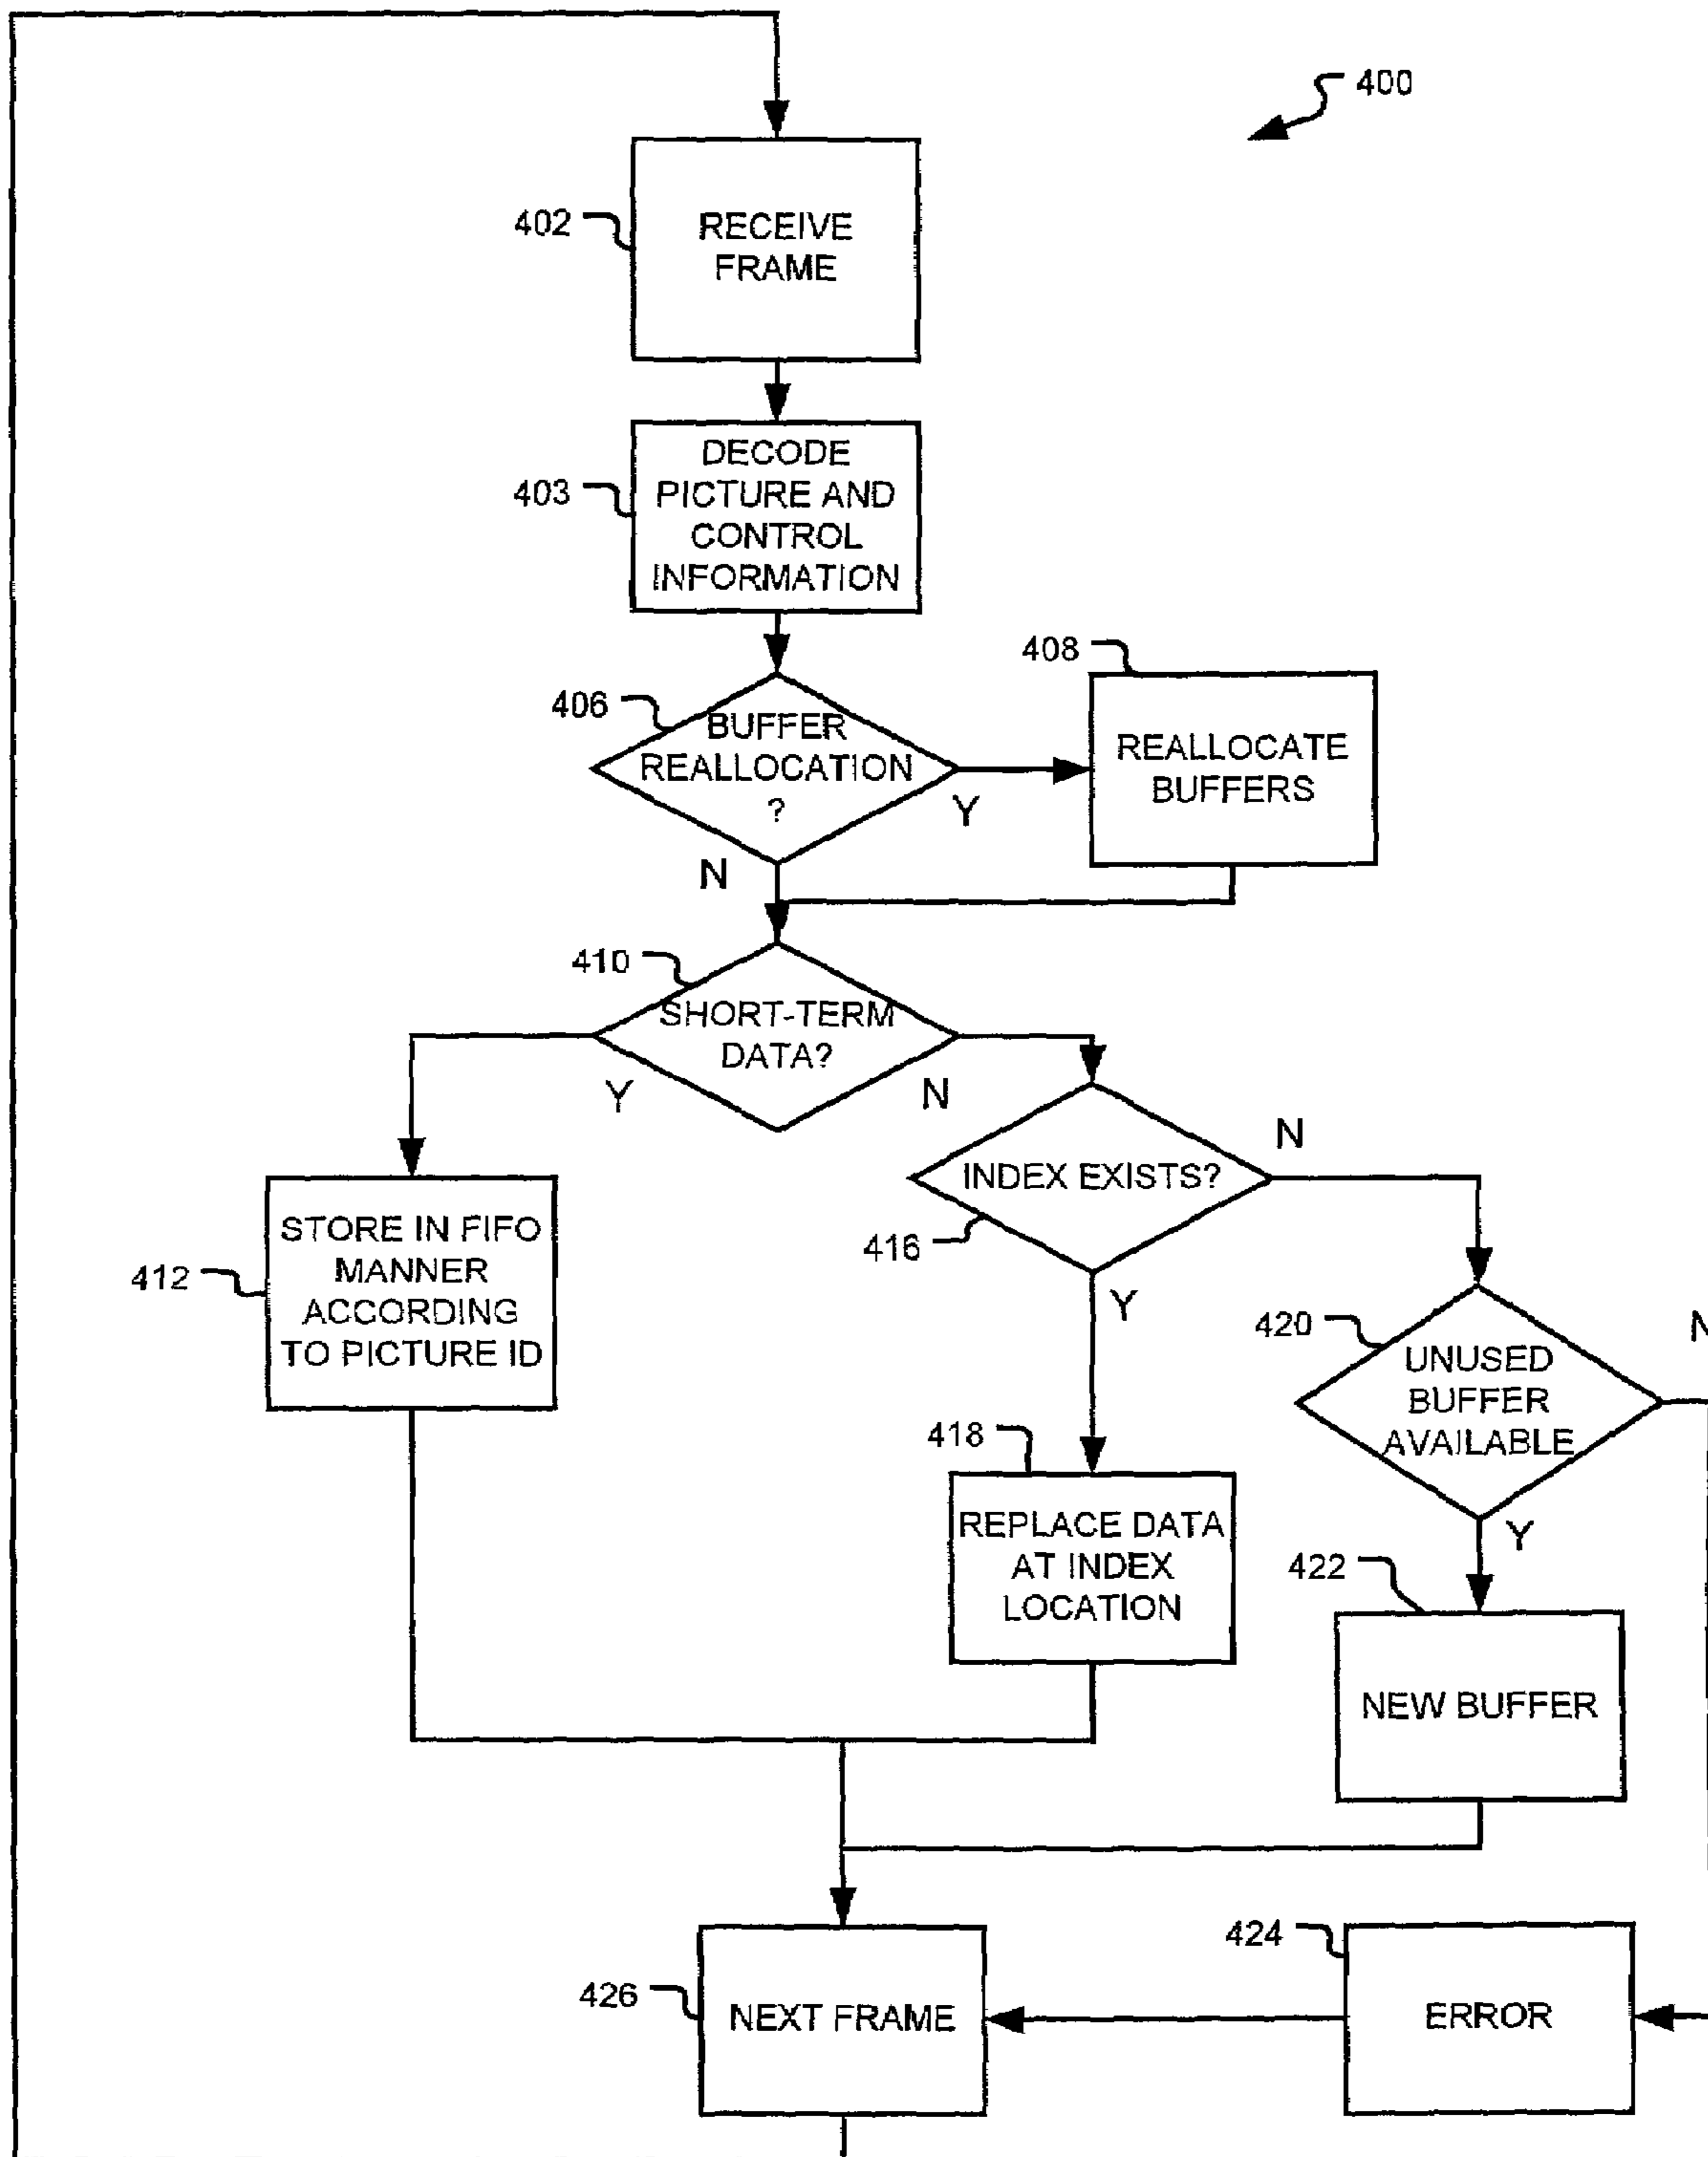 400
402
RECEIVE
FRAME
403
DECODE
PICTURE AND
CONTROL
INFORMATION
406
BUFFER
REALLOCATION
?
Y
N
408
REALLOCATE
BUFFERS
410
SHORT-TERM
DATA?
Y
N
412
STORE IN FIFO
MANNER
ACCORDING
TO PICTURE ID
INDEX EXISTS?
416
N
Y
418
REPLACE DATA
AT INDEX
LOCATION
420
UNUSED
BUFFER
AVAILABLE
N
Y
422
NEW BUFFER
424
ERROR
426
NEXT FRAME